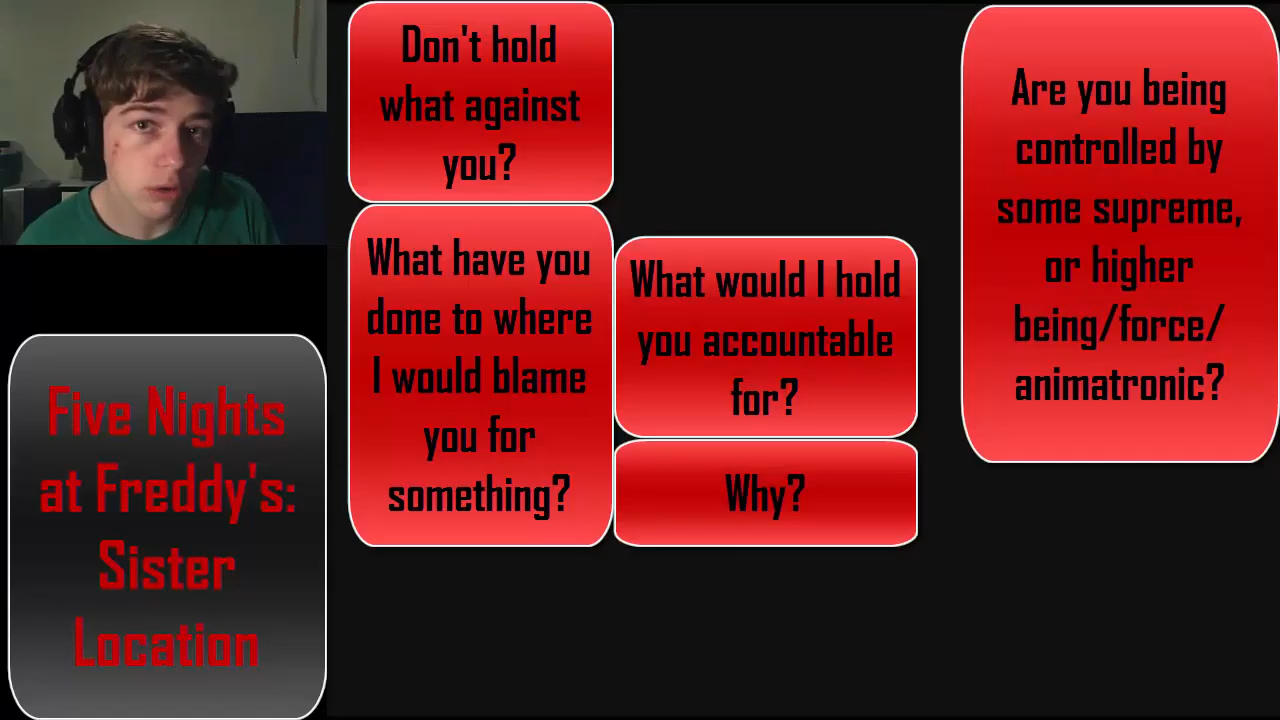 Don't hold
what against
you?
What have you
done to where
I would blame
you for
something?
What would I hold
you accountable
for?
Why?
Are you being
controlled by
some supreme,
or higher
being/force/
animatronic?
Five Nights
at Freddy's:
Sister
Location